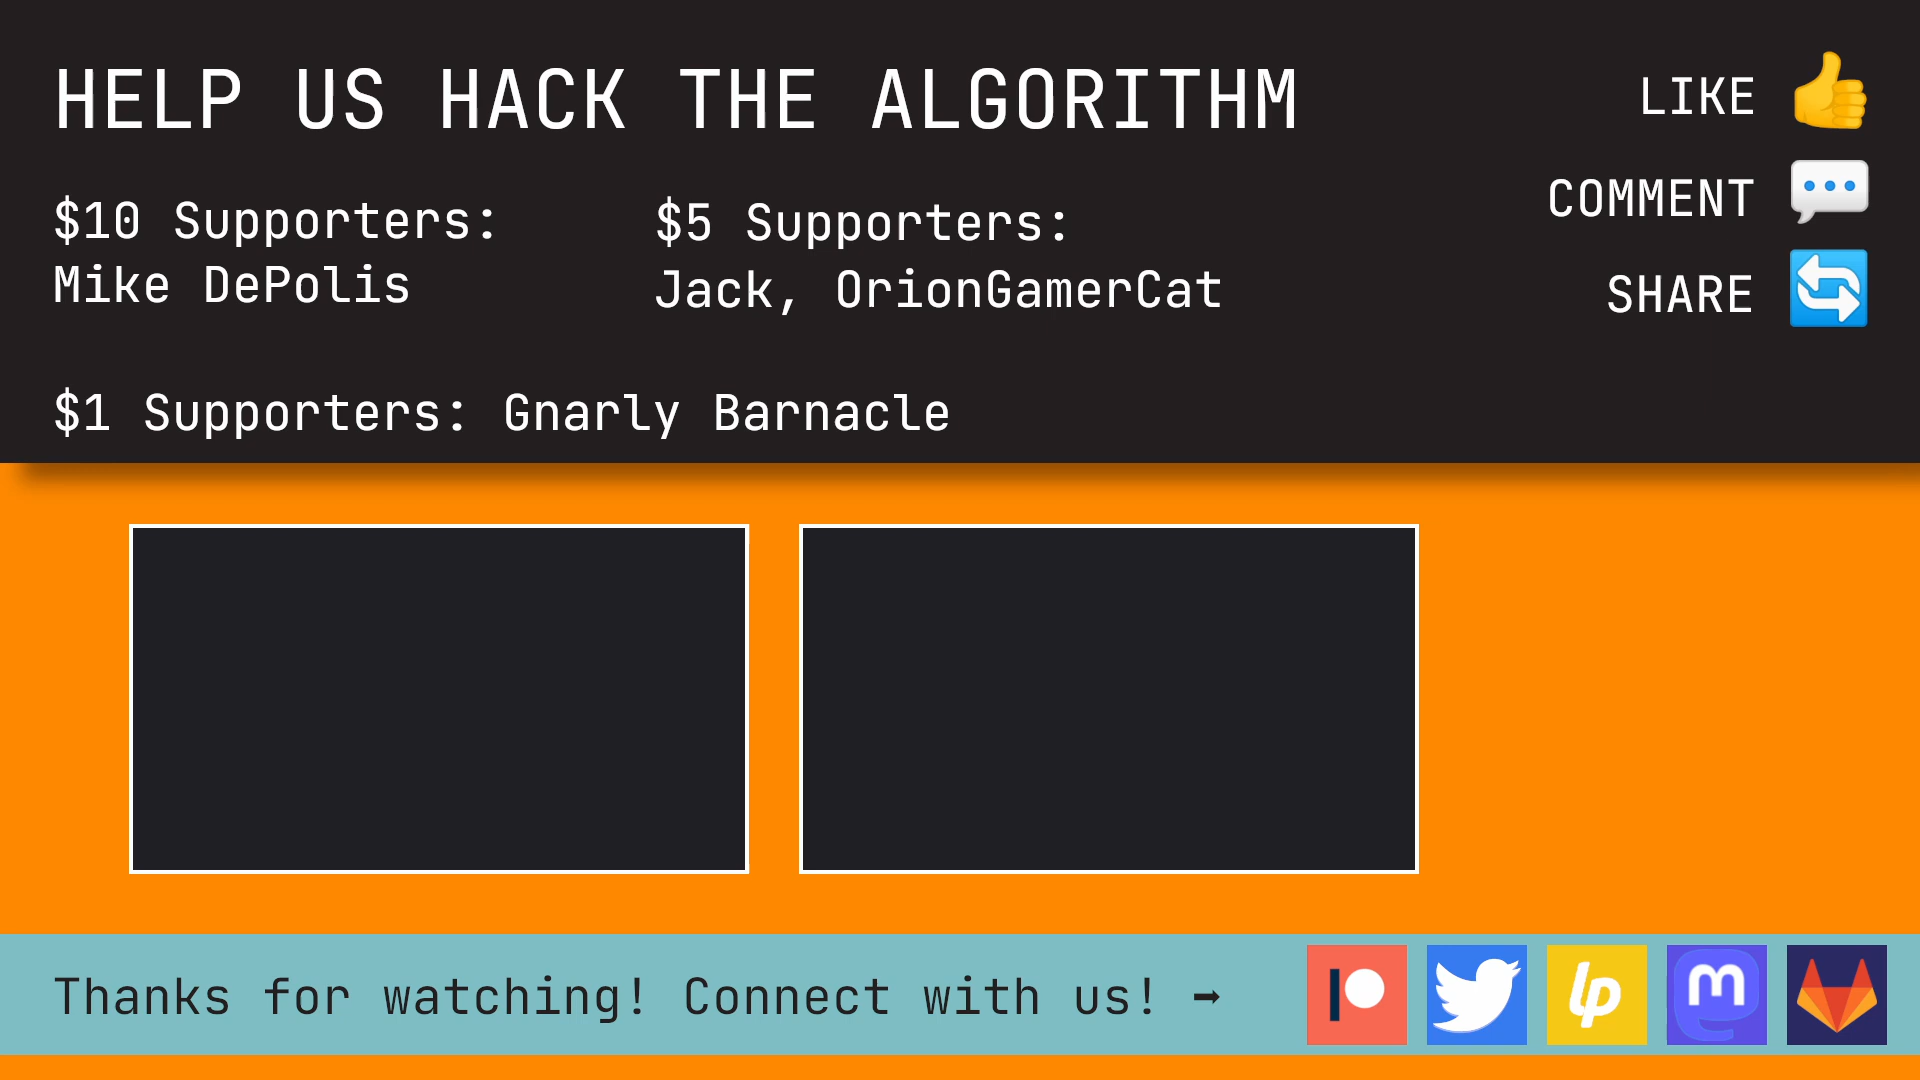 HELP US HACK THE ALGORITHM
LIKE 👍
COMMENT 💬
SHARE 🔄
$10 Supporters:
Mike DePolis
$5 Supporters:
Jack, OrionGamerCat
$1 Supporters: Gnarly Barnacle
Thanks for watching! Connect with us! ➡
lp
m